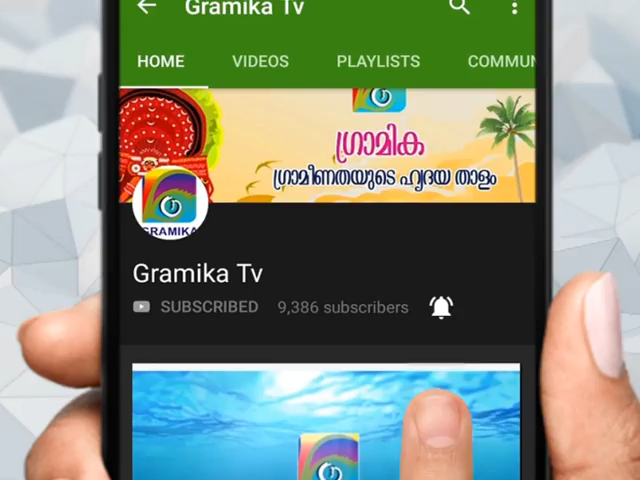 Gramika Tv
HOME VIDEOS PLAYLISTS COMMUN
ഗ്രാമിക
ഗ്രാമീണതയുടെ ഹൃദയ താളം
GRAMIKA
Gramika Tv
SUBSCRIBED 9,386 subscribers